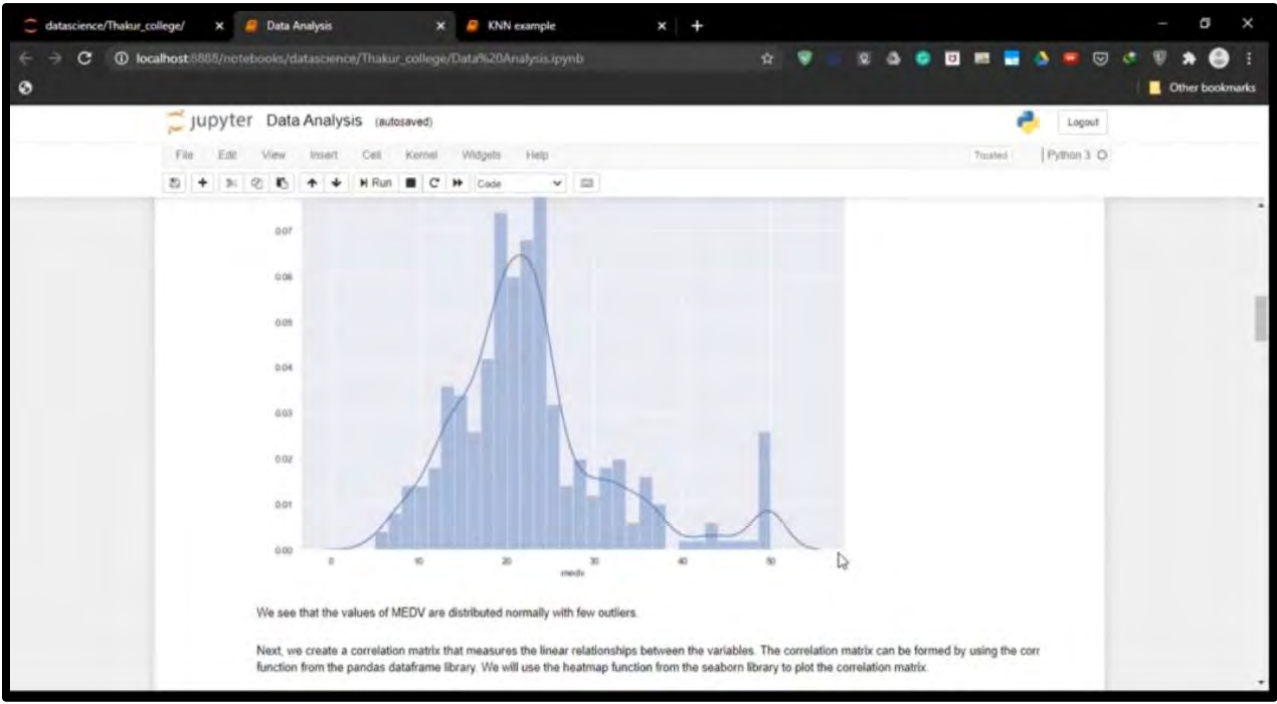 datascience/Thakur_college/
Data Analysis
KNN example
localhost:8888/notebooks/datascience/Thakur_college/Data%20Analysis.ipynb
Other bookmarks
jupyter Data Analysis (autosaved)
Logout
File Edit View Insert Cell Kernel Widgets Help
Trusted Python 3
Run Code
0.07
0.06
0.05
0.04
0.03
0.02
0.01
0.00
0 10 20 30 40 50
medv
We see that the values of MEDV are distributed normally with few outliers.
Next, we create a correlation matrix that measures the linear relationships between the variables. The correlation matrix can be formed by using the corr
function from the pandas dataframe library. We will use the heatmap function from the seaborn library to plot the correlation matrix.